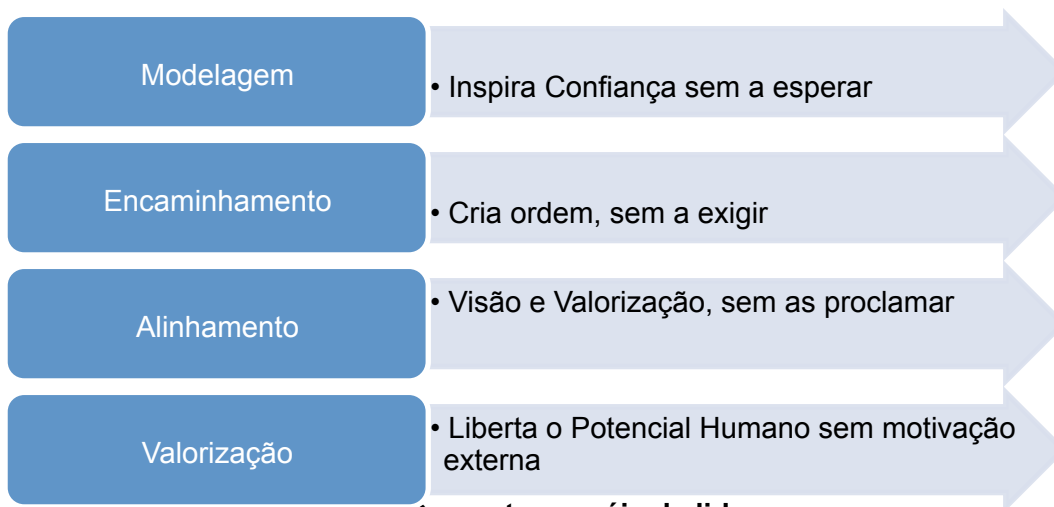 Modelagem
• Inspira Confiança sem a esperar
Encaminhamento
• Cria ordem, sem a exigir
Alinhamento
• Visão e Valorização, sem as proclamar
Valorização
• Liberta o Potencial Humano sem motivação
externa